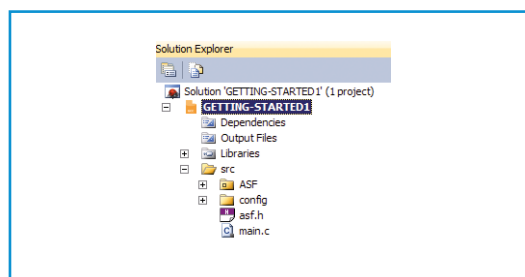 Solution Explorer
Solution 'GETTING-STARTED1' (1 project)
GETTING-STARTED1
Dependencies
Output Files
Libraries
src
ASF
config
asf.h
main.c